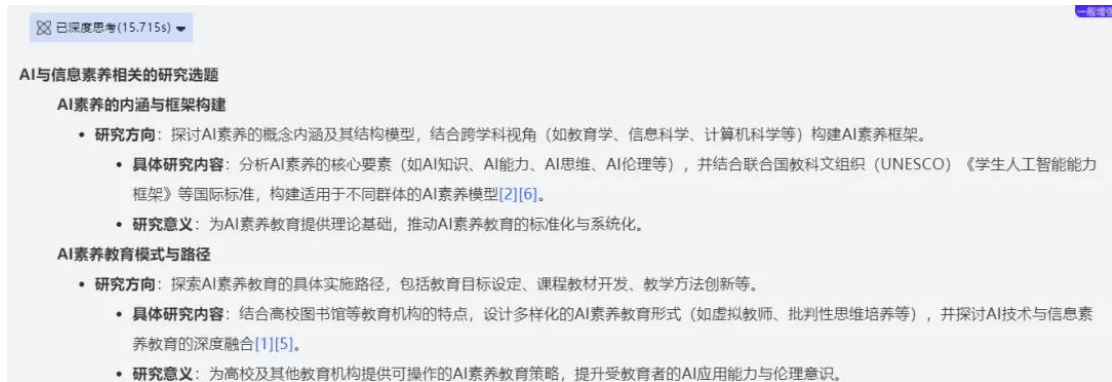 已深度思考(15.715s)
AI与信息素养相关的研究选题
AI素养的内涵与框架构建
• 研究方向：探讨AI素养的概念内涵及其结构模型，结合跨学科视角（如教育学、信息科学、计算机科学等）构建AI素养框架。
• 具体研究内容：分析AI素养的核心要素（如AI知识、AI能力、AI思维、AI伦理等），并结合联合国教科文组织（UNESCO）《学生人工智能能力
框架》等国际标准，构建适用于不同群体的AI素养模型[2][6]。
• 研究意义：为AI素养教育提供理论基础，推动AI素养教育的标准化与系统化。
AI素养教育模式与路径
• 研究方向：探索AI素养教育的具体实施路径，包括教育目标设定、课程教材开发、教学方法创新等。
• 具体研究内容：结合高校图书馆等教育机构的特点，设计多样化的AI素养教育形式（如虚拟教师、批判性思维培养等），并探讨AI技术与信息素
养教育的深度融合[1][5]。
• 研究意义：为高校及其他教育机构提供可操作的AI素养教育策略，提升受教育者的AI应用能力与伦理意识。